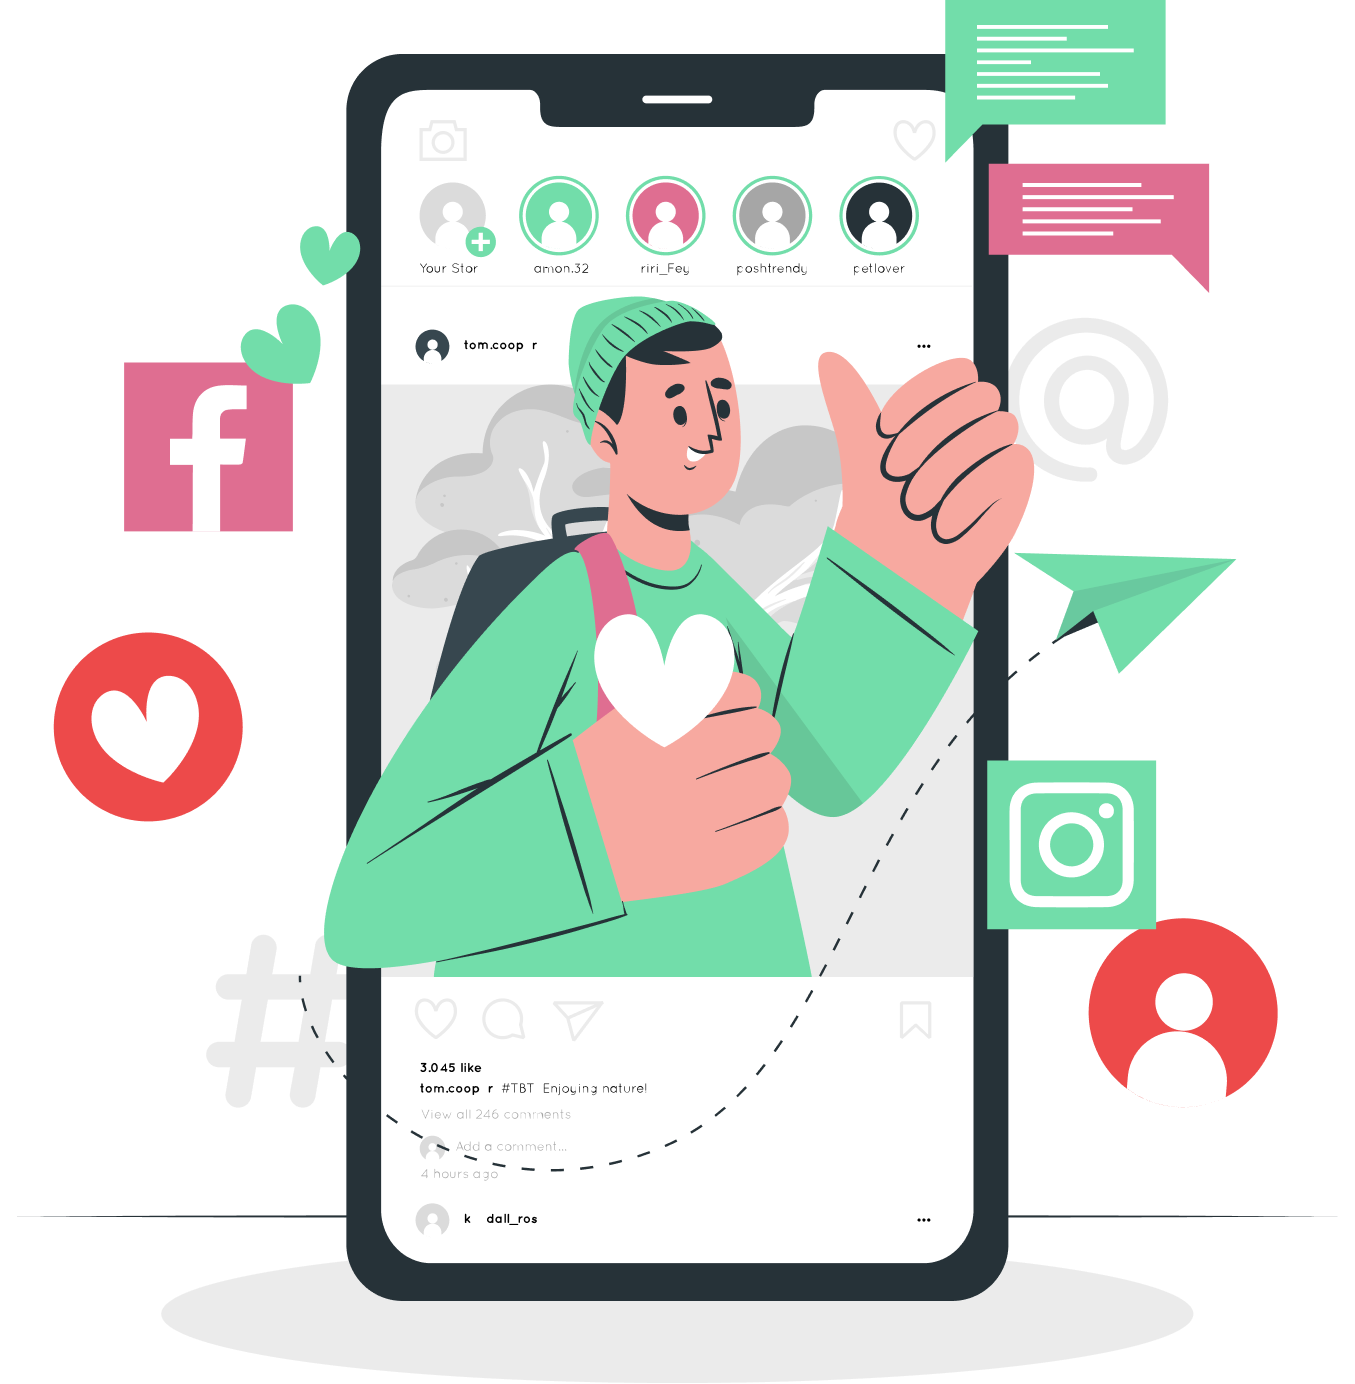 Your Stor
amon.32
riri_Fey
poshtrendy
petlover
tom.coop r
3.045 like
tom.coop r #TBT Enjoying nature!
View all 246 comments
Add a comment...
4 hours ago
k dall_ros